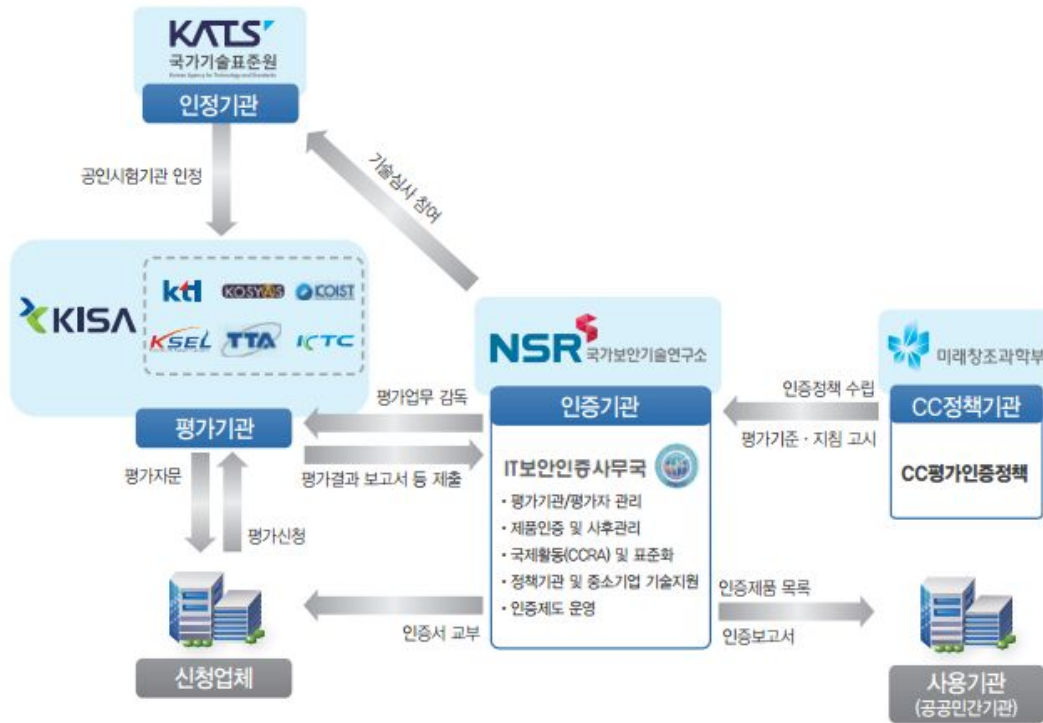 KATS
국가기술표준원
Korean Agency for Technology and Standards
인정기관
공인시험기관 인정
기술심사 참여
KISA
ktl
KOSYAS
KOIST
KSEL
TTA
KTC
평가기관
NSR 국가보안기술연구소
인증기관
IT보안인증사무국
· 평가기관/평가자 관리
· 제품인증 및 사후관리
· 국제활동(CCRA) 및 표준화
· 정책기관 및 중소기업 기술지원
· 인증제도 운영
미래창조과학부
CC정책기관
CC평가인증정책
인증정책 수립
평가기준 · 지침 고시
평가업무 감독
평가결과 보고서 등 제출
평가자문
평가신청
인증서 교부
인증제품 목록
인증보고서
신청업체
사용기관
(공공민간기관)